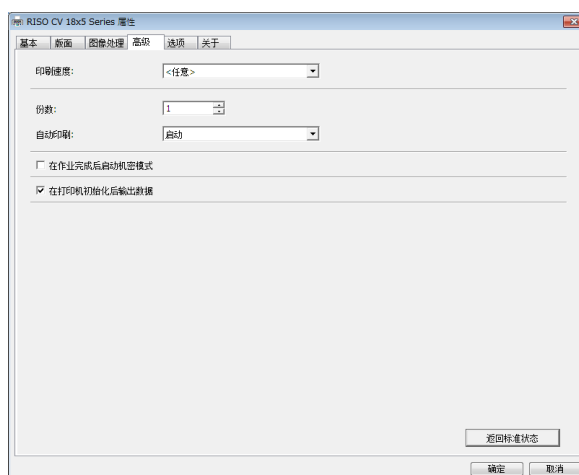 RISO CV 18x5 Series 属性
基本 版面 图像处理 高级 选项 关于
印刷速度: <任意>
份数: 1
自动印刷: 启动
在作业完成后启动机密模式
在打印机初始化后输出数据
返回标准状态
确定 取消